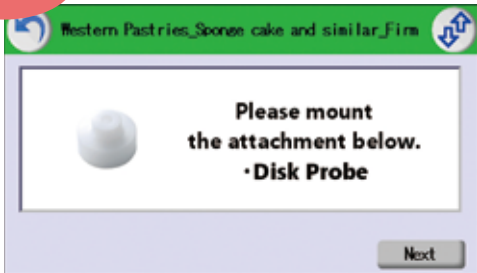 Western Pastries_Sponge cake and similar_Firm
Please mount
the attachment below.
・Disk Probe
Next